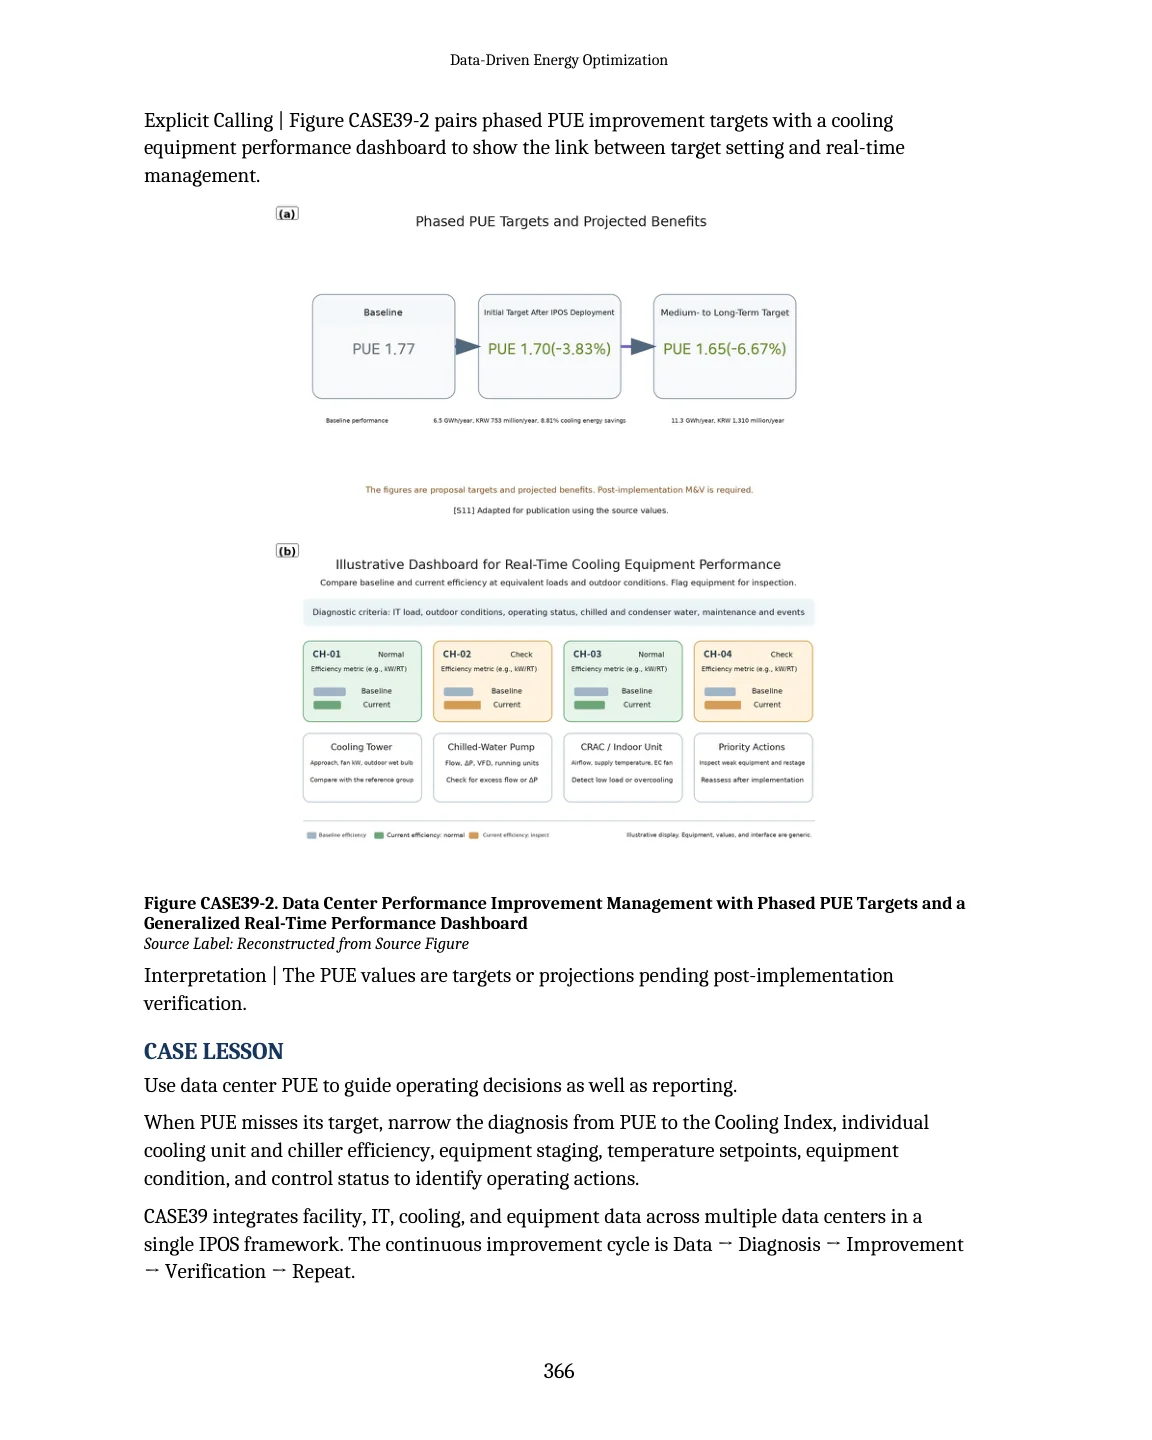 Data-Driven Energy Optimization
Explicit Calling | Figure CASE39-2 pairs phased PUE improvement targets with a cooling
equipment performance dashboard to show the link between target setting and real-time
management.
(a)
Phased PUE Targets and Projected Benefits
Baseline
PUE 1.77
Initial Target After IPOS Deployment
PUE 1.70(-3.83%)
Medium- to Long-Term Target
PUE 1.65(-6.67%)
Baseline performance
6.5 GWh/year, KRW 753 million/year, 8.81% cooling energy savings
11.3 GWh/year, KRW 1,310 million/year
The figures are proposal targets and projected benefits. Post-implementation M&V is required.
[S11] Adapted for publication using the source values.
(b)
Illustrative Dashboard for Real-Time Cooling Equipment Performance
Compare baseline and current efficiency at equivalent loads and outdoor conditions. Flag equipment for inspection.
Diagnostic criteria: IT load, outdoor conditions, operating status, chilled and condenser water, maintenance and events
CH-01 Normal
Efficiency metric (e.g., kW/RT)
Baseline
Current
CH-02 Check
Efficiency metric (e.g., kW/RT)
Baseline
Current
CH-03 Normal
Efficiency metric (e.g., kW/RT)
Baseline
Current
CH-04 Check
Efficiency metric (e.g., kW/RT)
Baseline
Current
Cooling Tower
Approach, fan kW, outdoor wet bulb
Compare with the reference group
Chilled-Water Pump
Flow, ΔP, VFD, running units
Check for excess flow or ΔP
CRAC / Indoor Unit
Airflow, supply temperature, EC fan
Detect low load or overcooling
Priority Actions
Inspect weak equipment and restage
Reassess after implementation
Baseline efficiency Current efficiency: normal Current efficiency: inspect Illustrative display. Equipment, values, and interface are generic.
Figure CASE39-2. Data Center Performance Improvement Management with Phased PUE Targets and a
Generalized Real-Time Performance Dashboard
Source Label: Reconstructed from Source Figure
Interpretation | The PUE values are targets or projections pending post-implementation
verification.
CASE LESSON
Use data center PUE to guide operating decisions as well as reporting.
When PUE misses its target, narrow the diagnosis from PUE to the Cooling Index, individual
cooling unit and chiller efficiency, equipment staging, temperature setpoints, equipment
condition, and control status to identify operating actions.
CASE39 integrates facility, IT, cooling, and equipment data across multiple data centers in a
single IPOS framework. The continuous improvement cycle is Data → Diagnosis → Improvement
→ Verification → Repeat.
366